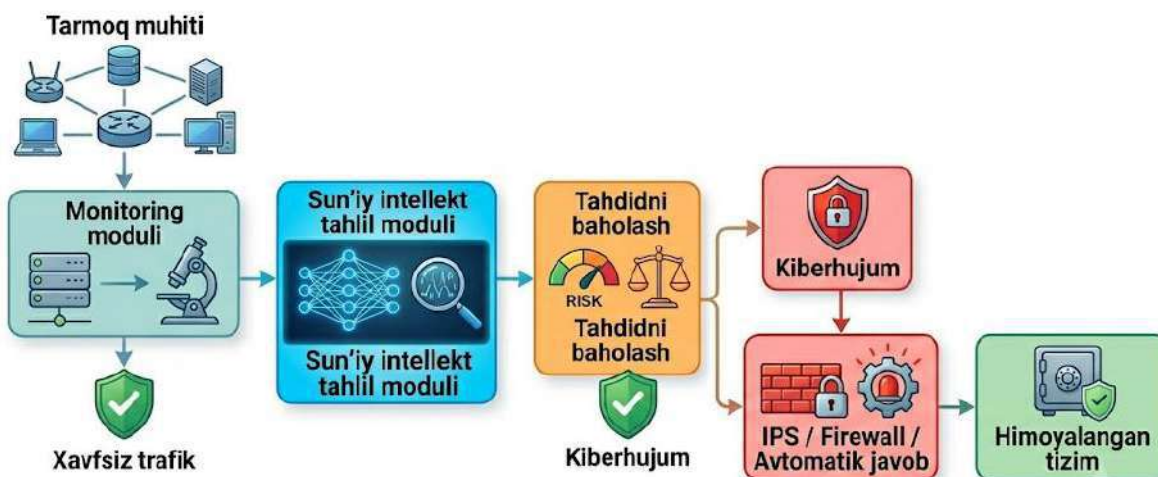 Tarmoq muhiti
Monitoring
moduli
Xavfsiz trafik
Sun'iy intellekt
tahlil moduli
Sun'iy intellekt
tahlil moduli
Tahdidni
baholash
RISK
Tahdidni
baholash
Kiberhujum
Kiberhujum
IPS / Firewall /
Avtomatik javob
Himoyalangan
tizim